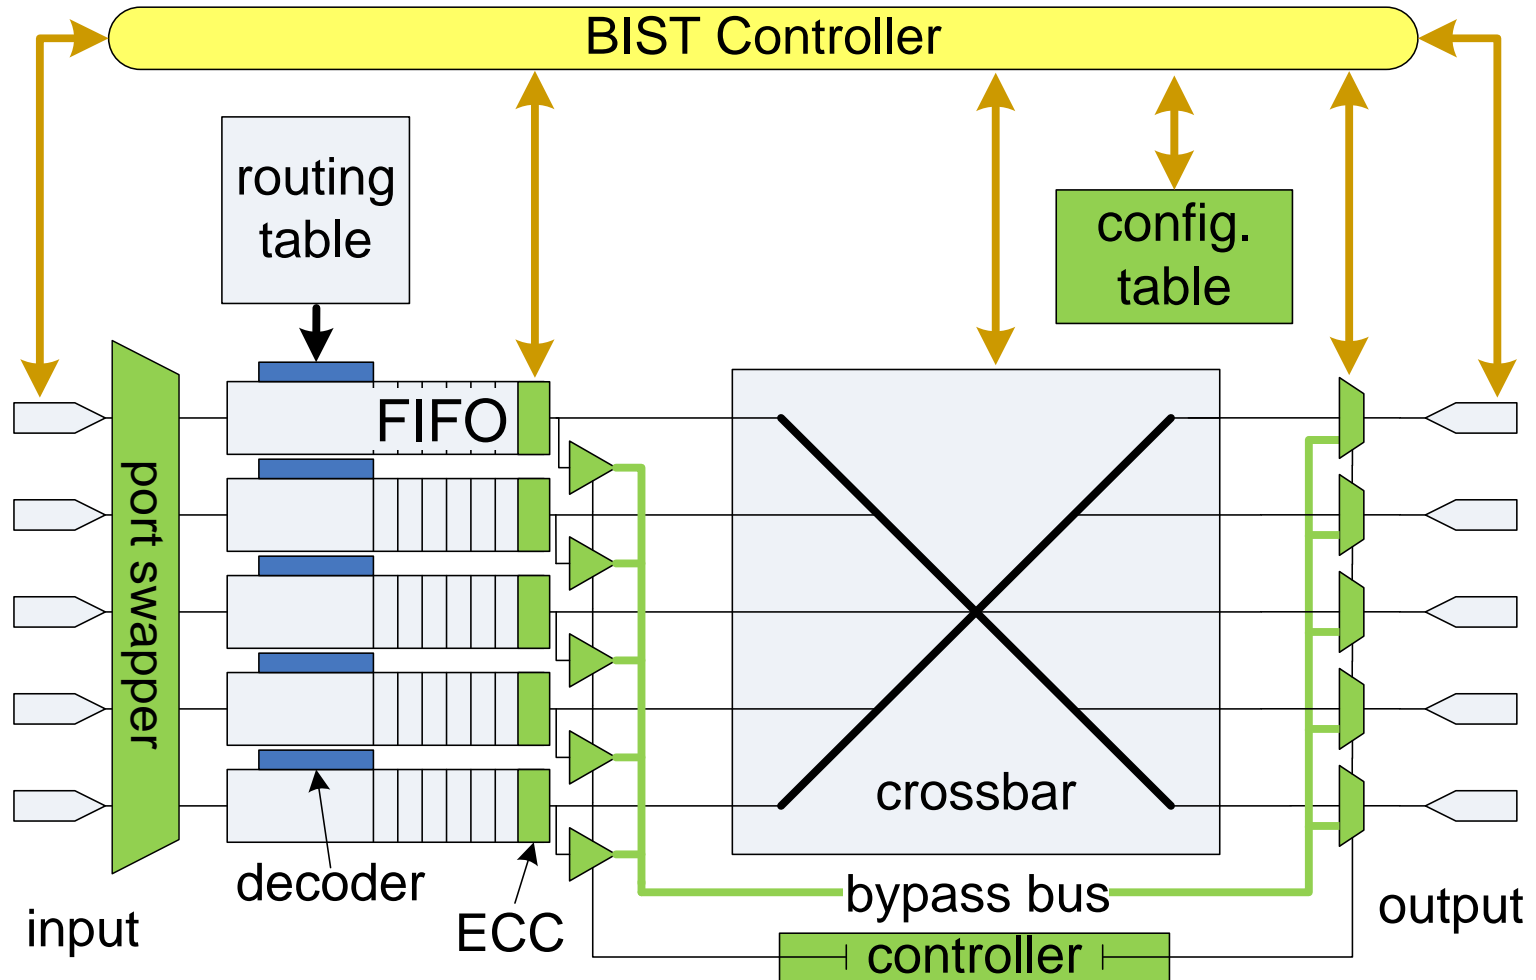 BIST Controller
routing
table
config.
table
FIFO
port swapper
crossbar
decoder
ECC
bypass bus
input
output
controller